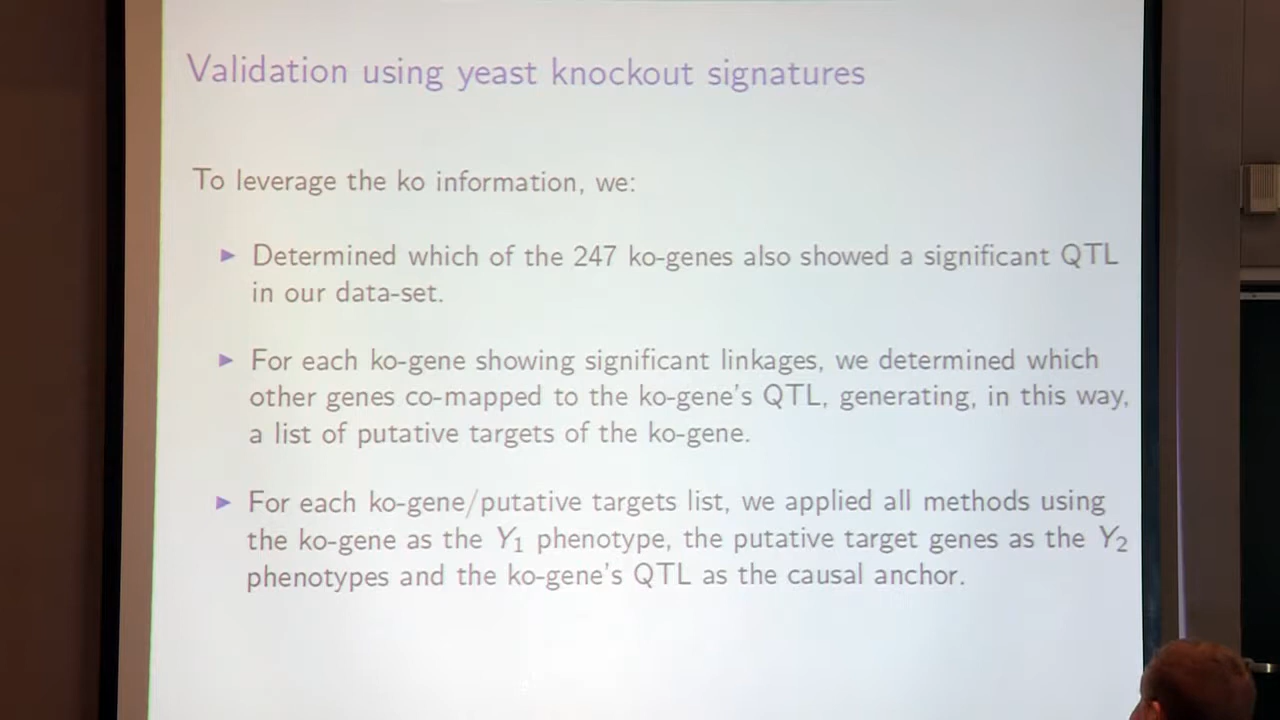 Validation using yeast knockout signatures
To leverage the ko information, we:
▶ Determined which of the 247 ko-genes also showed a significant QTL
in our data-set.
▶ For each ko-gene showing significant linkages, we determined which
other genes co-mapped to the ko-gene's QTL, generating, in this way,
a list of putative targets of the ko-gene.
▶ For each ko-gene/putative targets list, we applied all methods using
the ko-gene as the Y₁ phenotype, the putative target genes as the Y₂
phenotypes and the ko-gene's QTL as the causal anchor.